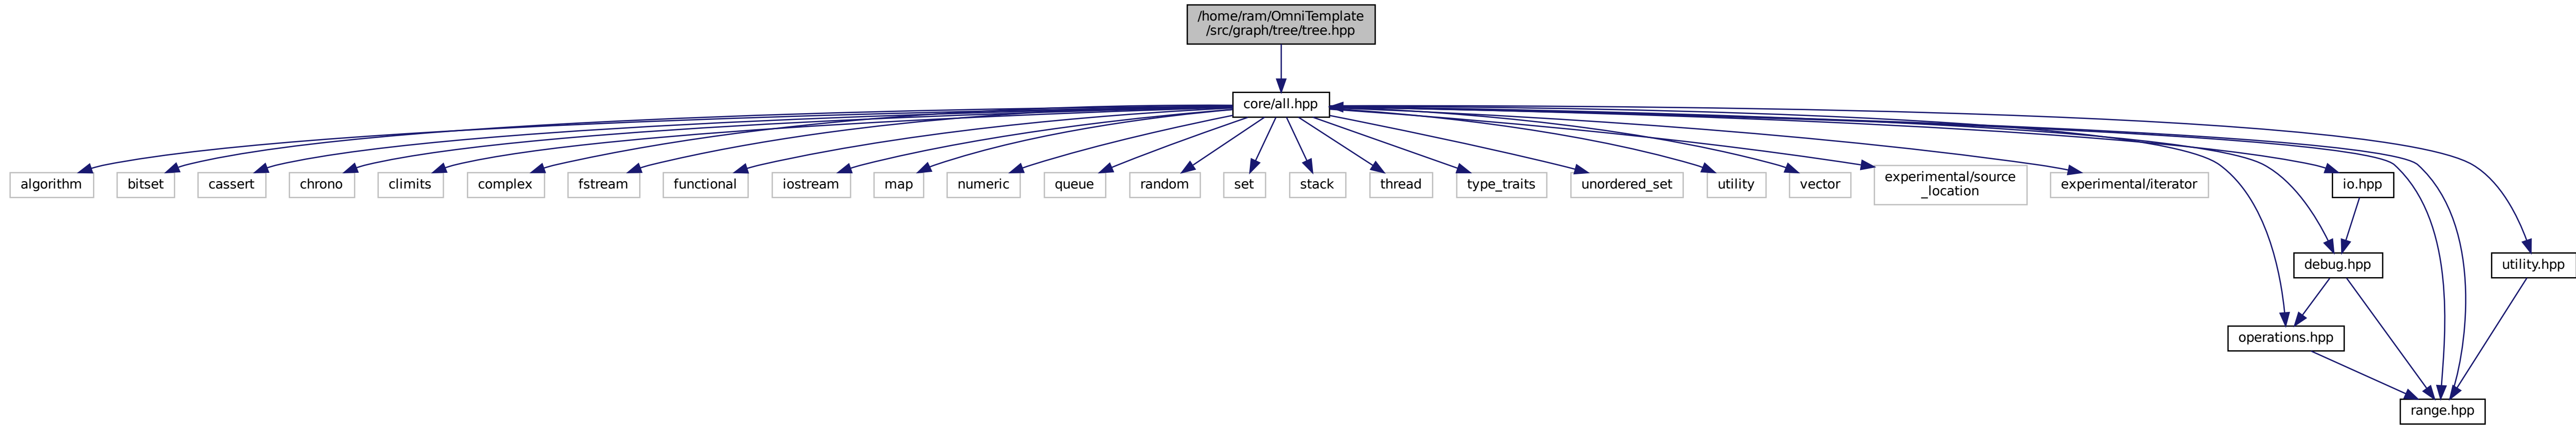 /home/ram/OmniTemplate
/src/graph/tree/tree.hpp
core/all.hpp
algorithm
bitset
cassert
chrono
climits
complex
fstream
functional
iostream
map
numeric
queue
random
set
stack
thread
type_traits
unordered_set
utility
vector
experimental/source
_location
experimental/iterator
io.hpp
debug.hpp
utility.hpp
operations.hpp
range.hpp